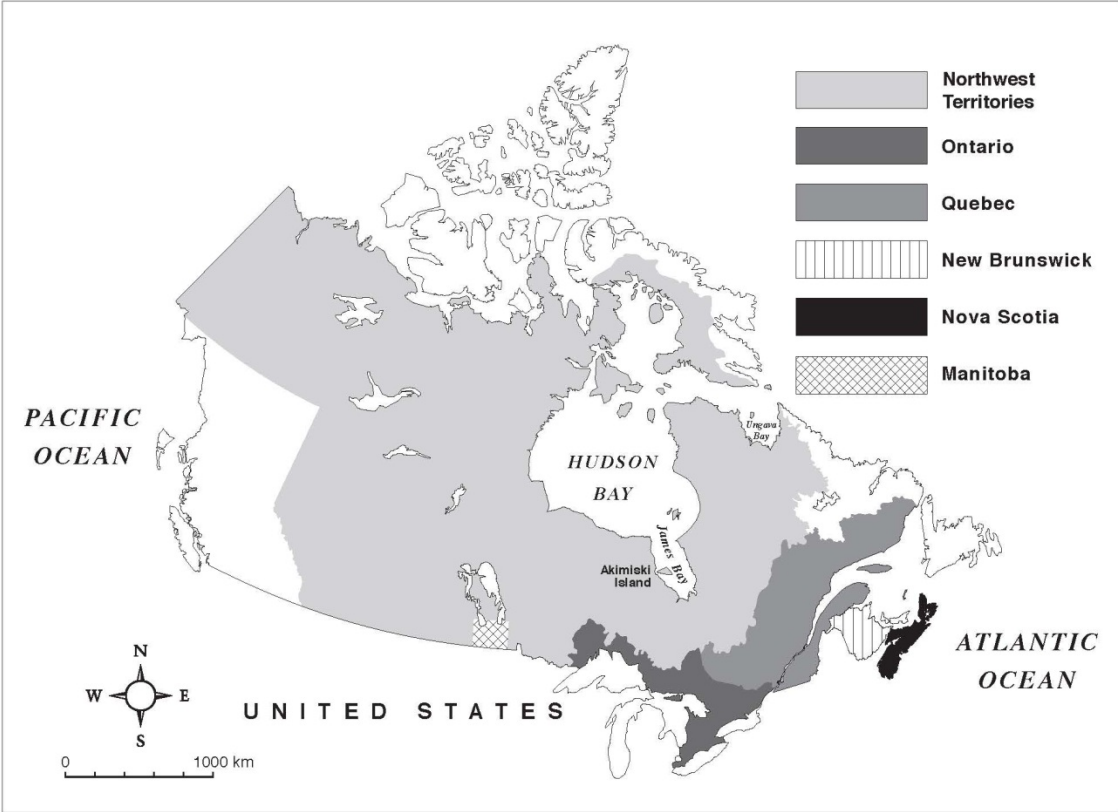 Northwest
Territories
Ontario
Quebec
New Brunswick
Nova Scotia
Manitoba
PACIFIC
OCEAN
HUDSON
BAY
Ungava
Bay
James Bay
Akimiski
Island
ATLANTIC
OCEAN
UNITED STATES
N
W E
S
0 1000 km